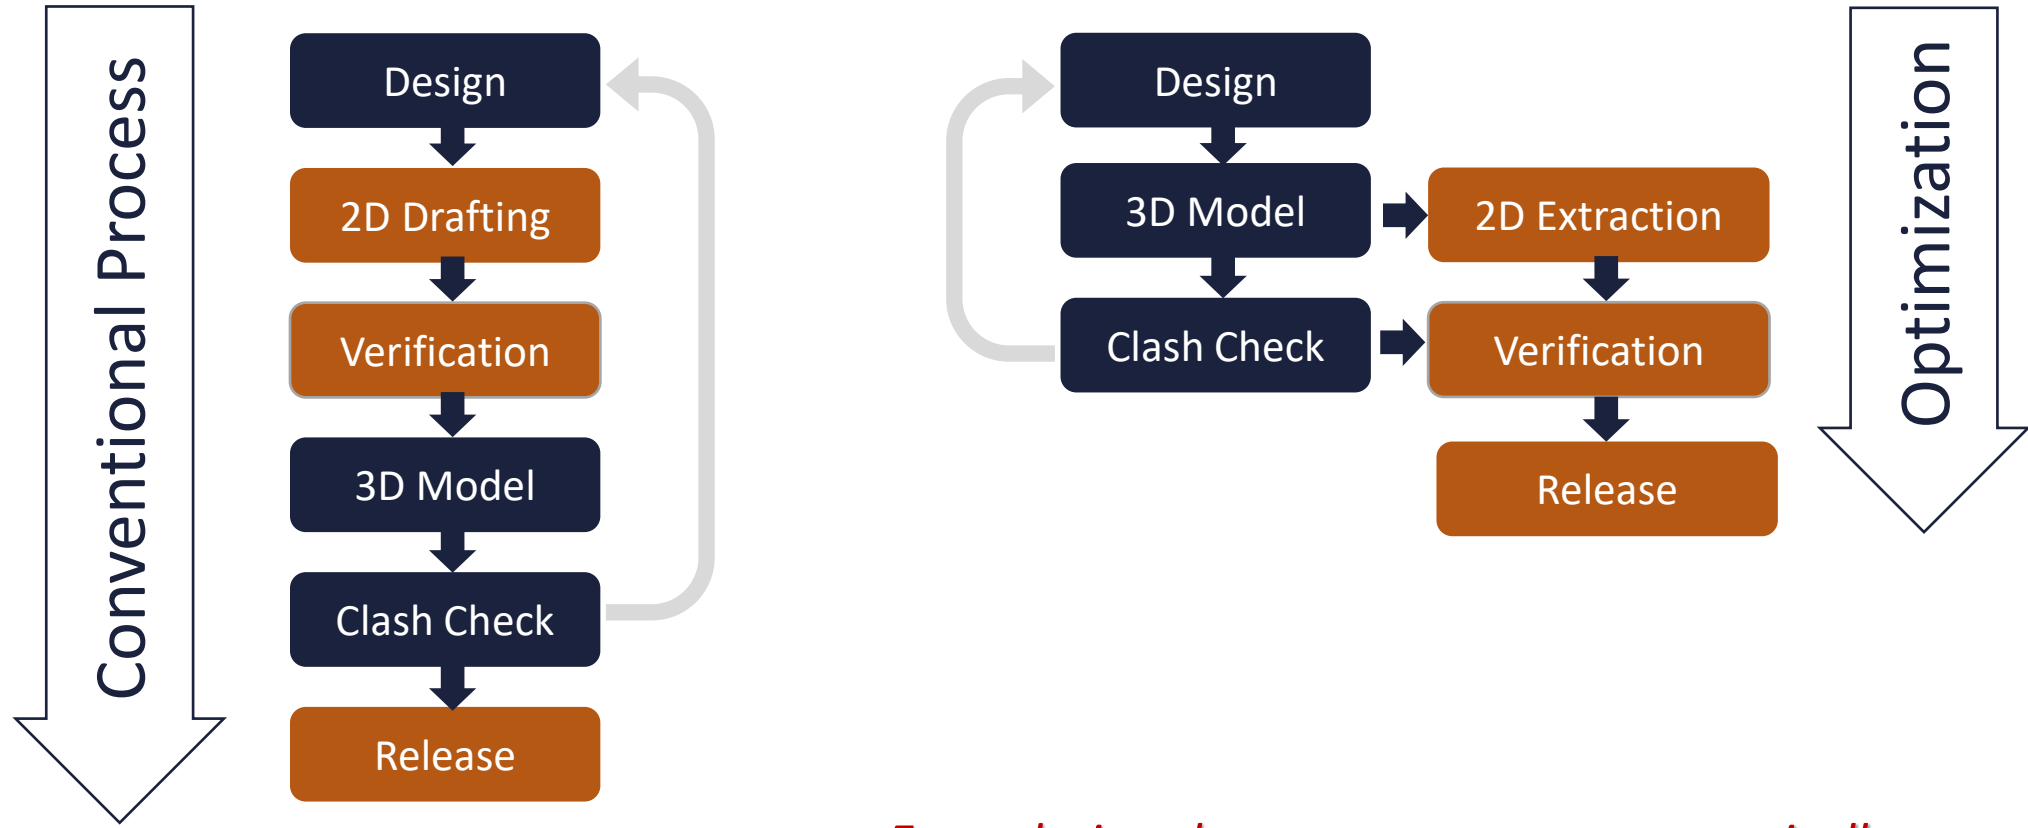 Conventional Process
Design
2D Drafting
Verification
3D Model
Clash Check
Release
Design
3D Model
2D Extraction
Clash Check
Verification
Release
Optimization